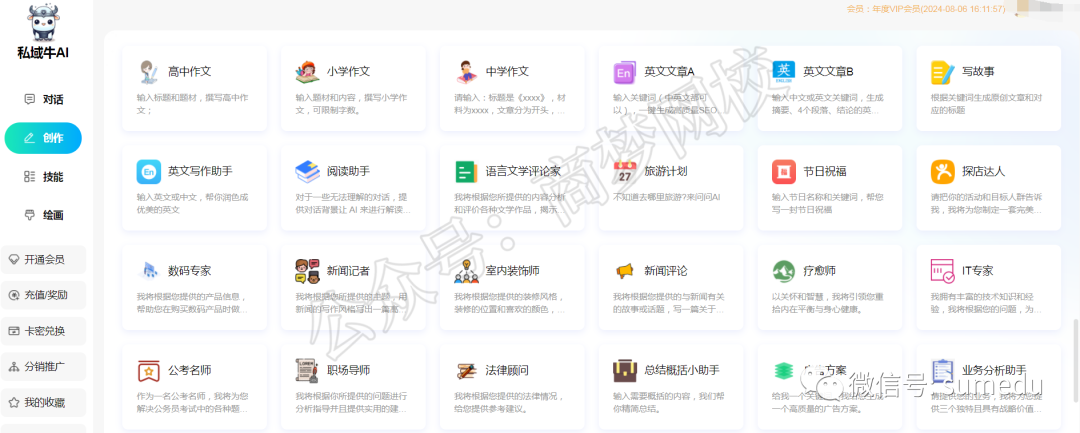 会员：年度VIP会员(2024-08-06 16:11:57)
私域牛AI
对话
创作
技能
绘画
开通会员
充值/奖励
卡密兑换
分销推广
我的收藏
高中作文
输入标题和题材，撰写高中作
文；
小学作文
输入题材和内容，撰写小学作
文，可限制字数。
中学作文
请输入：标题是《xxxx》，材
料为xxxx，文章分为开头，...
英文文章A
输入关键词（中英文都可
以），一键生成高质量SEO...
英文文章B
输入中文或英文关键词，生成
摘要、4个段落、结论的英...
写故事
根据关键词生成原创文章和对
应的标题
英文写作助手
输入英文或中文，帮你润色成
优美的英文
阅读助手
对于一些无法理解的对话，提
供对话背景让 AI 来进行解读...
语言文学评论家
我将根据您所提供的内容分析
和评价各种文学作品，揭示...
旅游计划
不知道去哪里旅游?来问问AI
节日祝福
输入节日名称和关键词，帮您
写一封节日祝福
探店达人
请把你的活动和目标人群告诉
我，我将为您制定一套完美...
数码专家
我将根据您提供的产品信息，
帮助您在购买数码产品时做...
新闻记者
我将根据您所提供的主题，用
新闻的写作风格写出一篇高...
室内装饰师
我将根据您提供的装修风格，
装修的位置和喜欢的颜色，...
新闻评论
我将根据您提供的与新闻有关
的故事或话题，写一篇关于...
疗愈师
以关怀和智慧，我将引领您重
拾内在平衡与身心健康。
IT专家
我拥有丰富的技术知识和经
验，我将根据您的问题，为...
公考名师
作为一名公考名师，我将为您
解决公务员考试中的各种题...
职场导师
我将根据你所提供的问题进行
分析指导并且提供实用的建...
法律顾问
我将根据您提供的法律情况，
给您提供参考建议。
总结概括小助手
输入需要概括的内容，我们帮
你精简总结。
方案
给我一个关键词，我给您生成
一个高质量的广告方案。
业务分析助手
请提供您的业务，我将为您提
供三个独特且具有战略价值...
公众号：商梦网校
微信号 sumedu